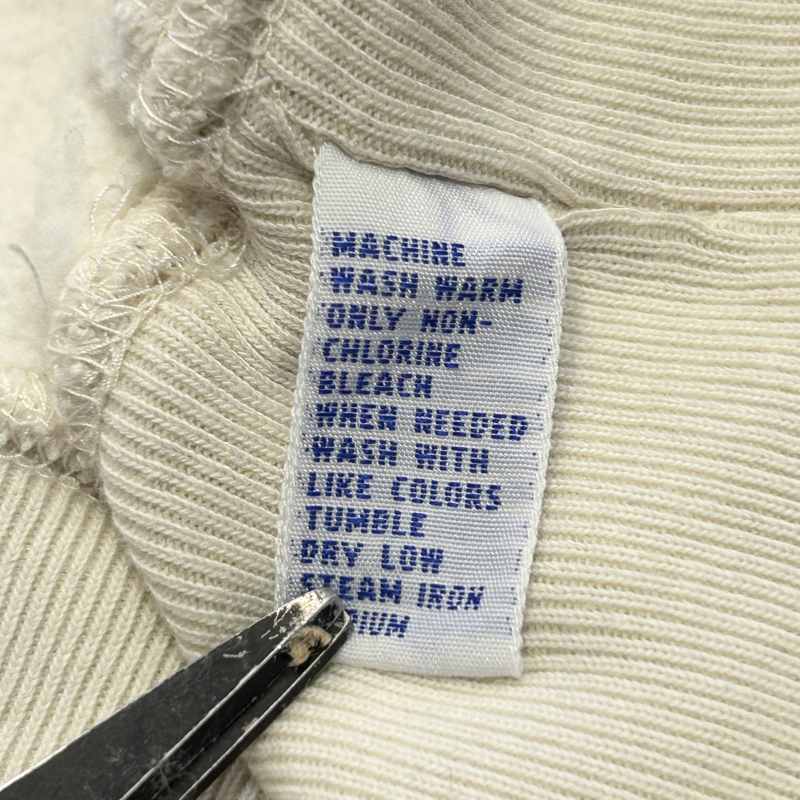 MACHINE
WASH WARM
ONLY NON-
CHLORINE
BLEACH
WHEN NEEDED
WASH WITH
LIKE COLORS
TUMBLE
DRY LOW
STEAM IRON